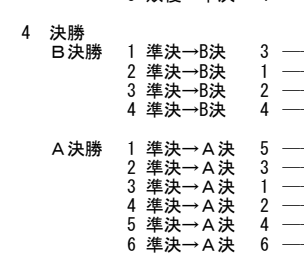 4 決勝
B決勝 1 準決→B決 3 ―
2 準決→B決 1 ―
3 準決→B決 2 ―
4 準決→B決 4 ―
A決勝 1 準決→A決 5 ―
2 準決→A決 3 ―
3 準決→A決 1 ―
4 準決→A決 2 ―
5 準決→A決 4 ―
6 準決→A決 6 ―